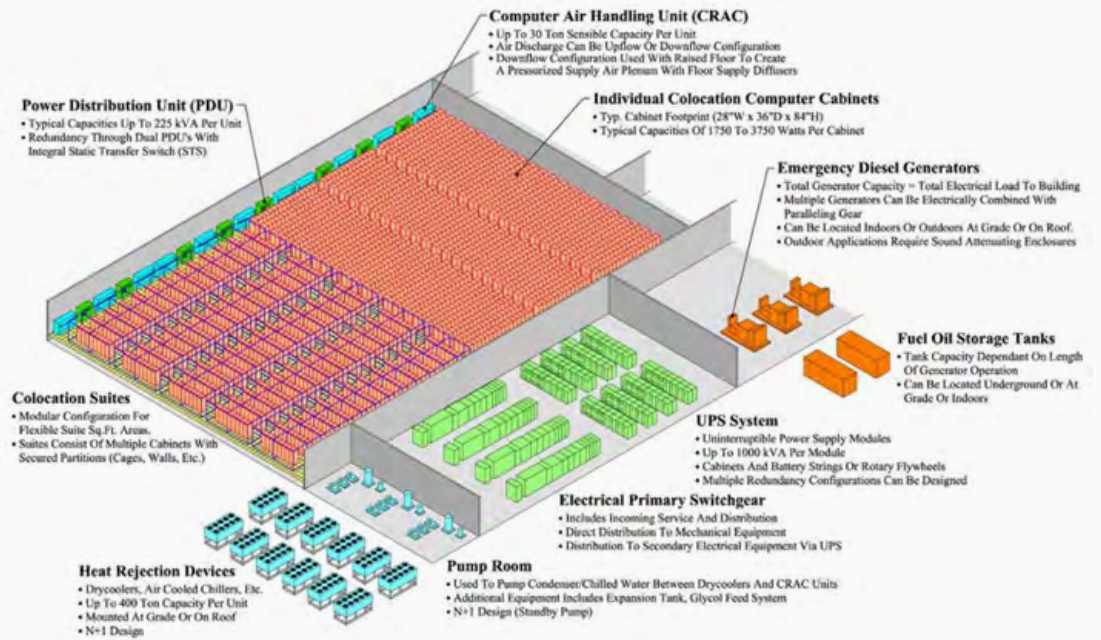 Computer Air Handling Unit (CRAC)
• Up To 30 Ton Sensible Capacity Per Unit
• Air Discharge Can Be Upflow Or Downflow Configuration
• Downflow Configuration Used With Raised Floor To Create
A Pressurized Supply Air Plenum With Floor Supply Diffusers
Power Distribution Unit (PDU)
• Typical Capacities Up To 225 kVA Per Unit
• Redundancy Through Dual PDU's With
Integral Static Transfer Switch (STS)
Individual Colocation Computer Cabinets
• Typ. Cabinet Footprint (28"W x 36"D x 84"H)
• Typical Capacities Of 1750 To 3750 Watts Per Cabinet
Emergency Diesel Generators
• Total Generator Capacity = Total Electrical Load To Building
• Multiple Generators Can Be Electrically Combined With
Paralleling Gear
• Can Be Located Indoors Or Outdoors At Grade Or On Roof.
• Outdoor Applications Require Sound Attenuating Enclosures
Fuel Oil Storage Tanks
• Tank Capacity Dependant On Length
Of Generator Operation
• Can Be Located Underground Or At
Grade Or Indoors
Colocation Suites
• Modular Configuration For
Flexible Suite Sq.Ft. Areas.
• Suites Consist Of Multiple Cabinets With
Secured Partitions (Cages, Walls, Etc.)
UPS System
• Uninterruptible Power Supply Modules
• Up To 1000 kVA Per Module
• Cabinets And Battery Strings Or Rotary Flywheels
• Multiple Redundancy Configurations Can Be Designed
Electrical Primary Switchgear
• Includes Incoming Service And Distribution
• Direct Distribution To Mechanical Equipment
• Distribution To Secondary Electrical Equipment Via UPS
Pump Room
• Used To Pump Condenser/Chilled Water Between Drycoolers And CRAC Units
• Additional Equipment Includes Expansion Tank, Glycol Feed System
• N+1 Design (Standby Pump)
Heat Rejection Devices
• Drycoolers, Air Cooled Chillers, Etc.
• Up To 400 Ton Capacity Per Unit
• Mounted At Grade Or On Roof
• N+1 Design